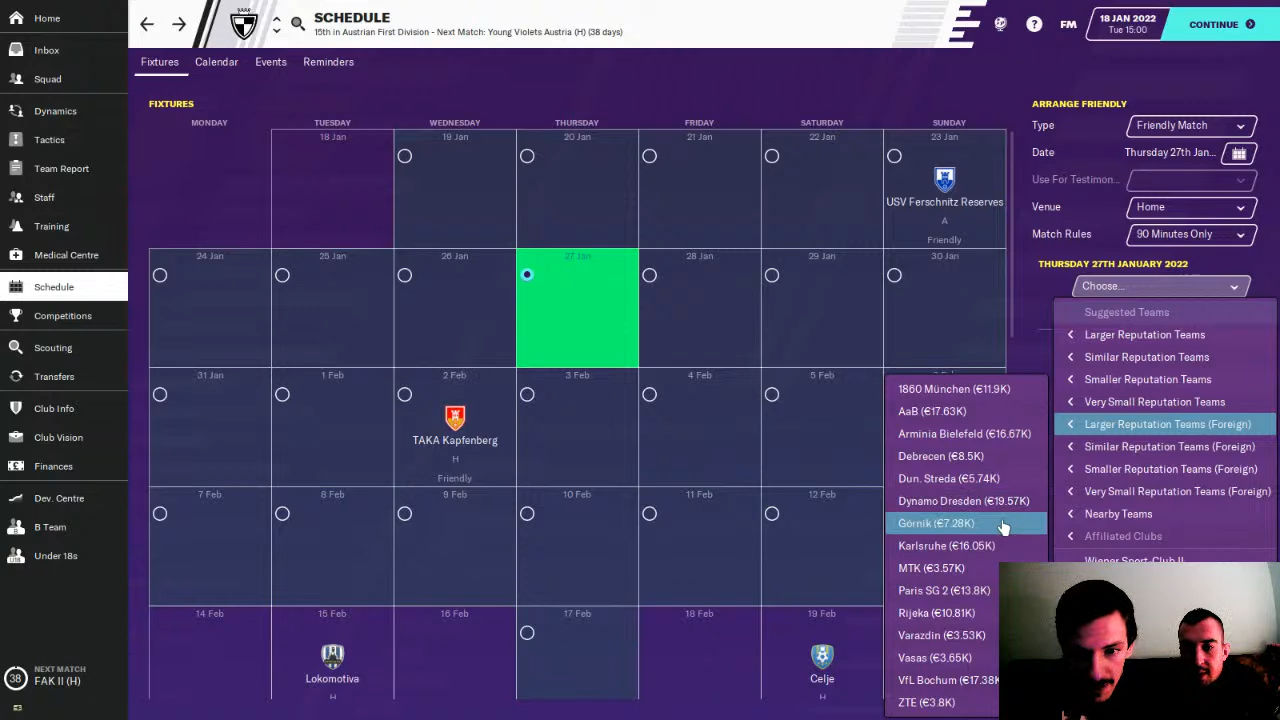 Home
Inbox
Squad
Dynamics
Tactics
Team Report
Staff
Training
Medical Centre
Schedule
Competitions
Scouting
Transfers
Club Info
Club Vision
Finances
Dev. Centre
B Team
Under 18s
38
NEXT MATCH
FAK II (H)
SCHEDULE
15th in Austrian First Division - Next Match: Young Violets Austria (H) (38 days)
?
FM
18 JAN 2022
Tue 15:00
CONTINUE
Fixtures
Calendar
Events
Reminders
FIXTURES
MONDAY
TUESDAY
WEDNESDAY
THURSDAY
FRIDAY
SATURDAY
SUNDAY
18 Jan
19 Jan
20 Jan
21 Jan
22 Jan
23 Jan
USV Ferschnitz Reserves
A
Friendly
24 Jan
25 Jan
26 Jan
27 Jan
28 Jan
29 Jan
30 Jan
31 Jan
1 Feb
2 Feb
3 Feb
4 Feb
5 Feb
TAKA Kapfenberg
H
Friendly
7 Feb
8 Feb
9 Feb
10 Feb
11 Feb
12 Feb
14 Feb
15 Feb
16 Feb
17 Feb
18 Feb
19 Feb
Lokomotiva
H
Celje
H
ARRANGE FRIENDLY
Type
Friendly Match
Date
Thursday 27th Jan...
Use For Testimon...
Venue
Home
Match Rules
90 Minutes Only
THURSDAY 27TH JANUARY 2022
Choose...
Suggested Teams
Larger Reputation Teams
Similar Reputation Teams
Smaller Reputation Teams
Very Small Reputation Teams
Larger Reputation Teams (Foreign)
Similar Reputation Teams (Foreign)
Smaller Reputation Teams (Foreign)
Very Small Reputation Teams (Foreign)
Nearby Teams
Affiliated Clubs
Wiener Sport-Club II
1860 München (€11.9K)
AaB (€17.63K)
Arminia Bielefeld (€16.67K)
Debrecen (€8.5K)
Dun. Streda (€5.74K)
Dynamo Dresden (€19.57K)
Górnik (€7.28K)
Karlsruhe (€16.05K)
MTK (€3.57K)
Paris SG 2 (€13.8K)
Rijeka (€10.81K)
Varazdin (€3.53K)
Vasas (€3.65K)
VfL Bochum (€17.38K
ZTE (€3.8K)